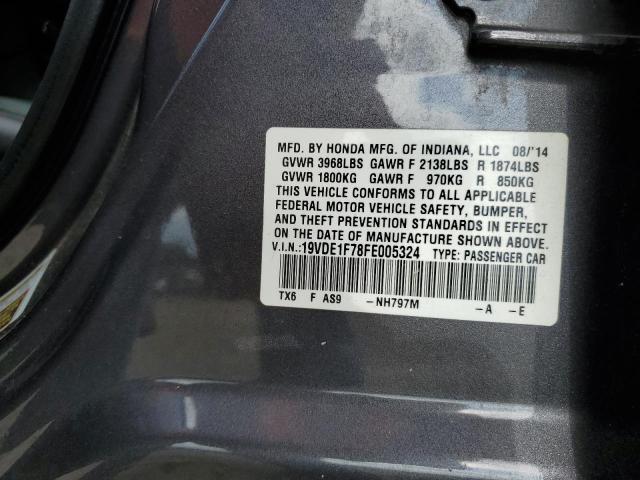 MFD. BY HONDA MFG. OF INDIANA, LLC 08/'14
GVWR 3968LBS GAWR F 2138LBS R 1874LBS
GVWR 1800KG GAWR F 970KG R 850KG
THIS VEHICLE CONFORMS TO ALL APPLICABLE
FEDERAL MOTOR VEHICLE SAFETY, BUMPER,
AND THEFT PREVENTION STANDARDS IN EFFECT
ON THE DATE OF MANUFACTURE SHOWN ABOVE.
V.I.N.: 19VDE1F78FE005324 TYPE: PASSENGER CAR
TX6 F AS9 -NH797M -A -E